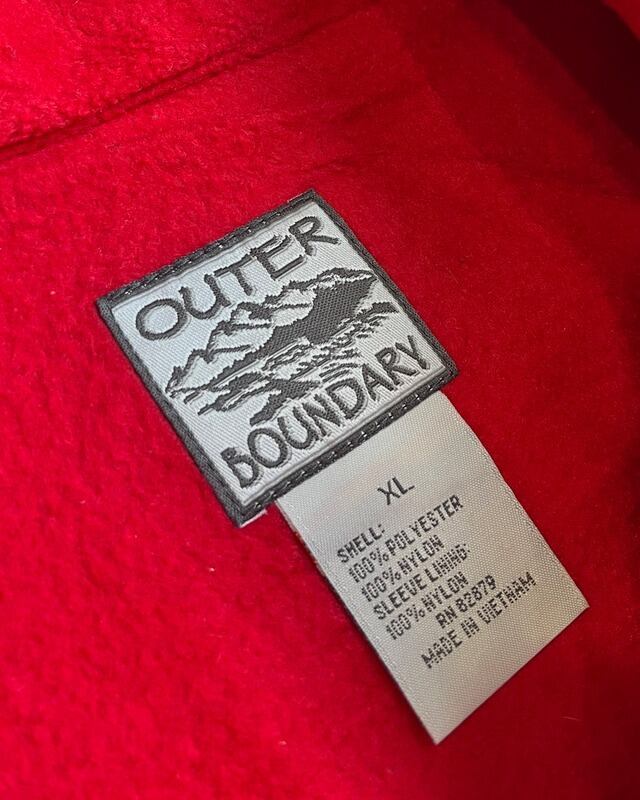 OUTER
BOUNDARY
XL
SHELL:
100% POLYESTER
100% NYLON
SLEEVE LINING:
100% NYLON
RN 82879
MADE IN VIETNAM